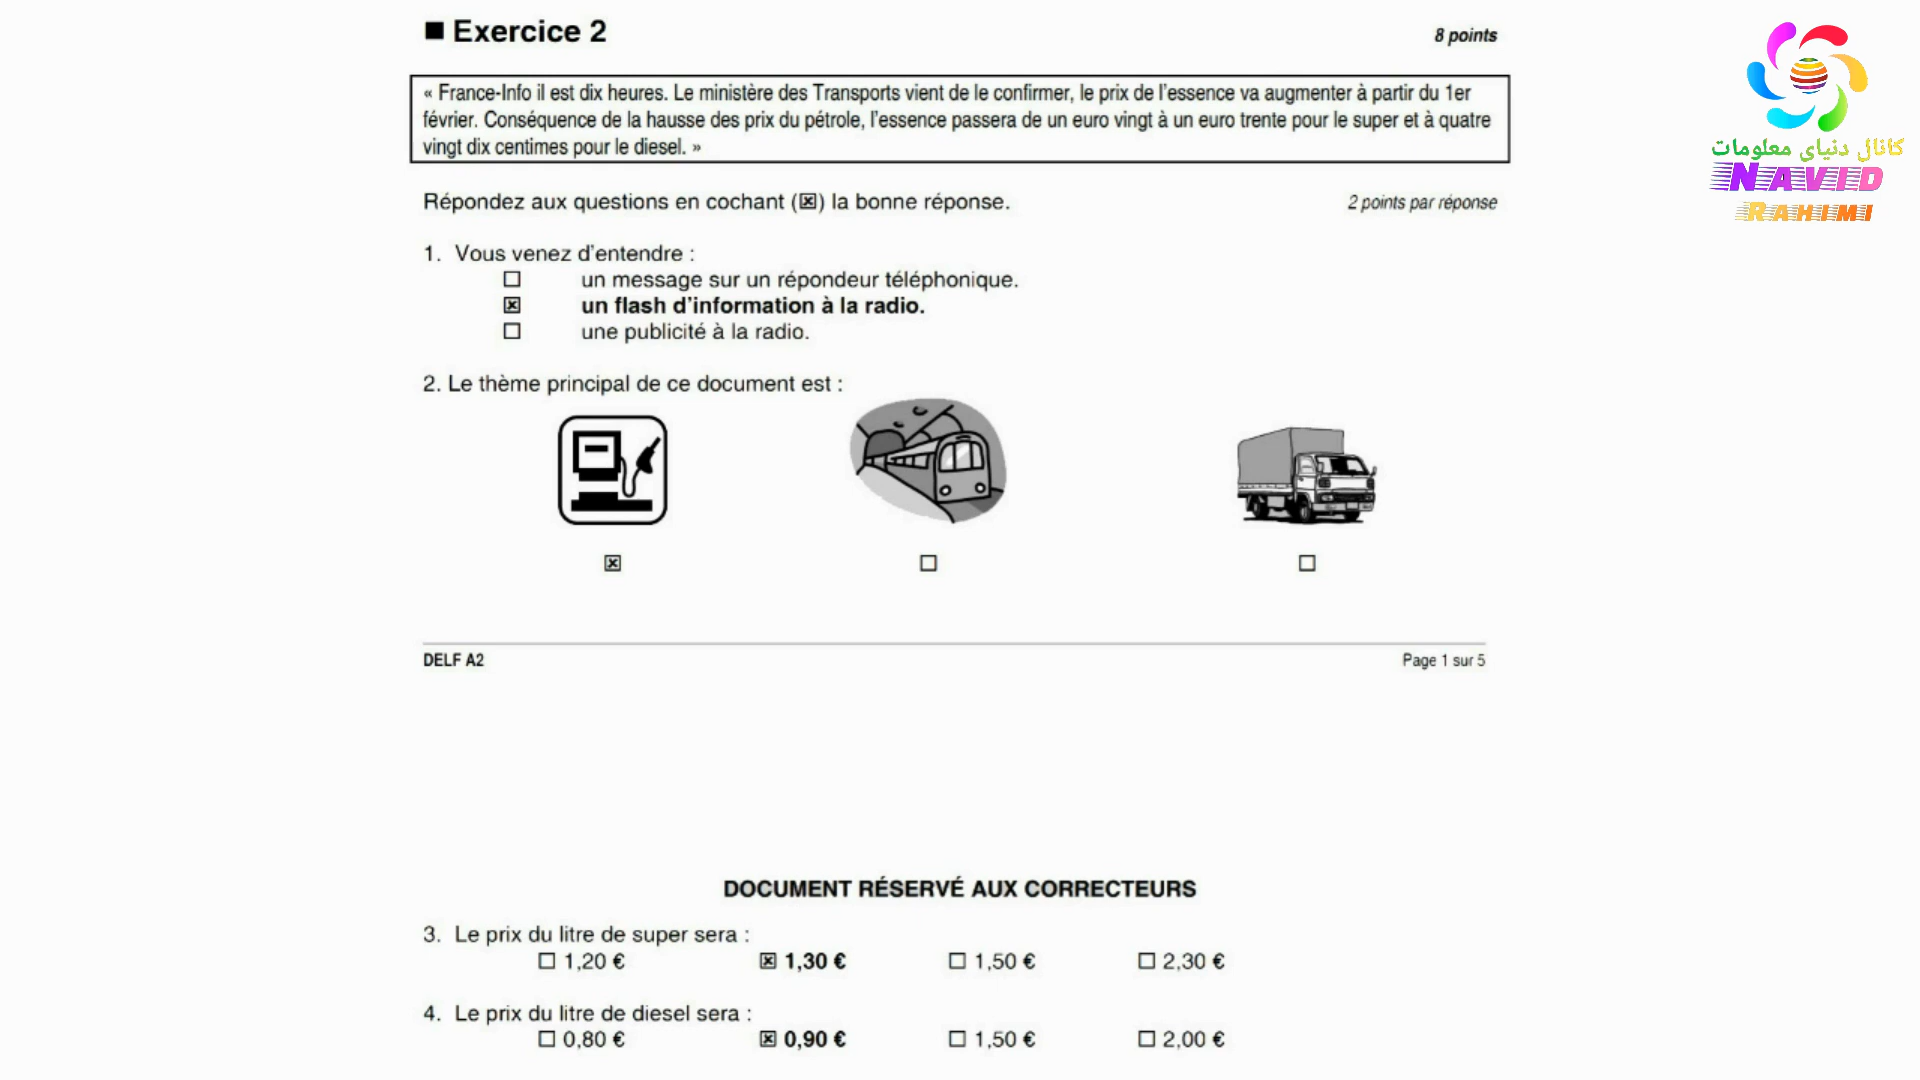 ■ Exercice 2
8 points
« France-Info il est dix heures. Le ministère des Transports vient de le confirmer, le prix de l'essence va augmenter à partir du 1er
février. Conséquence de la hausse des prix du pétrole, l'essence passera de un euro vingt à un euro trente pour le super et à quatre
vingt dix centimes pour le diesel. »
Répondez aux questions en cochant (☒) la bonne réponse.
2 points par réponse
1. Vous venez d'entendre :
☐ un message sur un répondeur téléphonique.
☒ un flash d'information à la radio.
☐ une publicité à la radio.
2. Le thème principal de ce document est :
☒ ☐ ☐
DELF A2
Page 1 sur 5
DOCUMENT RÉSERVÉ AUX CORRECTEURS
3. Le prix du litre de super sera :
☐ 1,20 € ☒ 1,30 € ☐ 1,50 € ☐ 2,30 €
4. Le prix du litre de diesel sera :
☐ 0,80 € ☒ 0,90 € ☐ 1,50 € ☐ 2,00 €
کانال دنیای معلومات
NAVID
RAHIMI